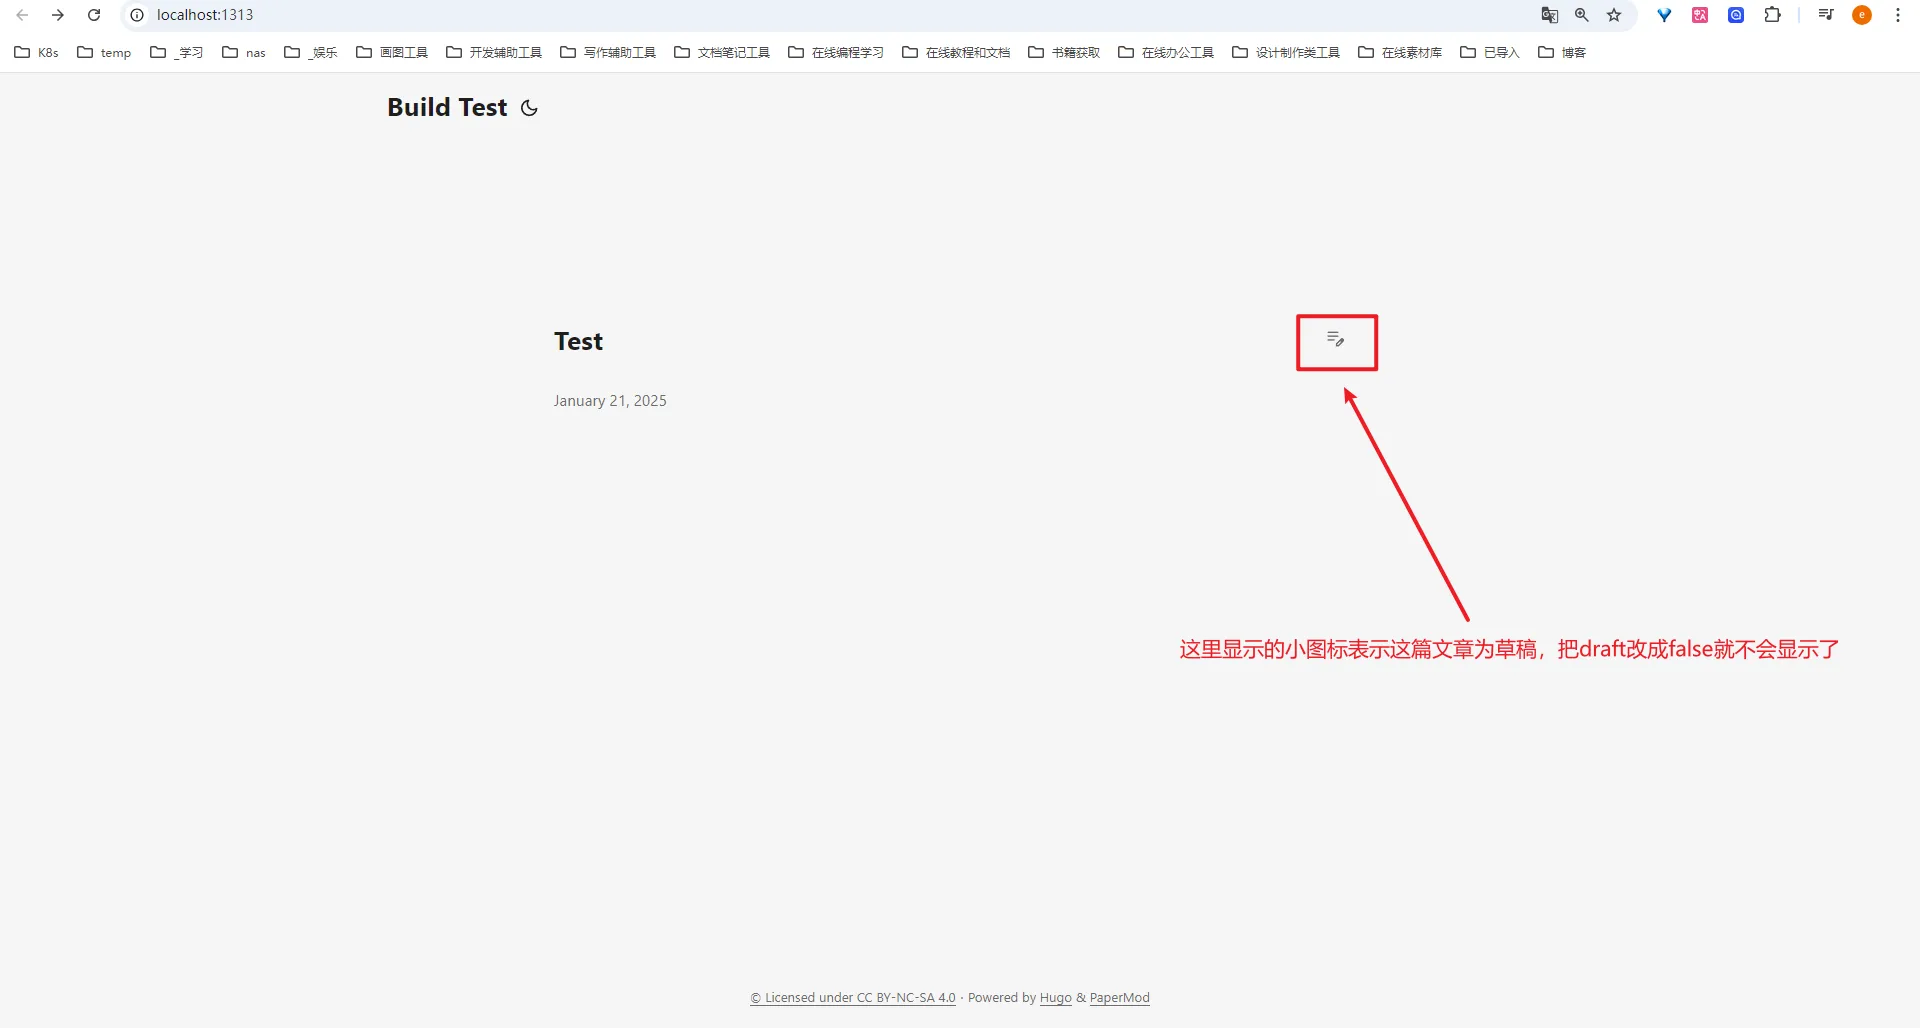 localhost:1313
K8s temp _学习 nas _娱乐 画图工具 开发辅助工具 写作辅助工具 文档笔记工具 在线编程学习 在线教程和文档 书籍获取 在线办公工具 设计制作类工具 在线素材库 已导入 博客
Build Test
Test
January 21, 2025
这里显示的小图标表示这篇文章为草稿，把draft改成false就不会显示了
© Licensed under CC BY-NC-SA 4.0 · Powered by Hugo & PaperMod